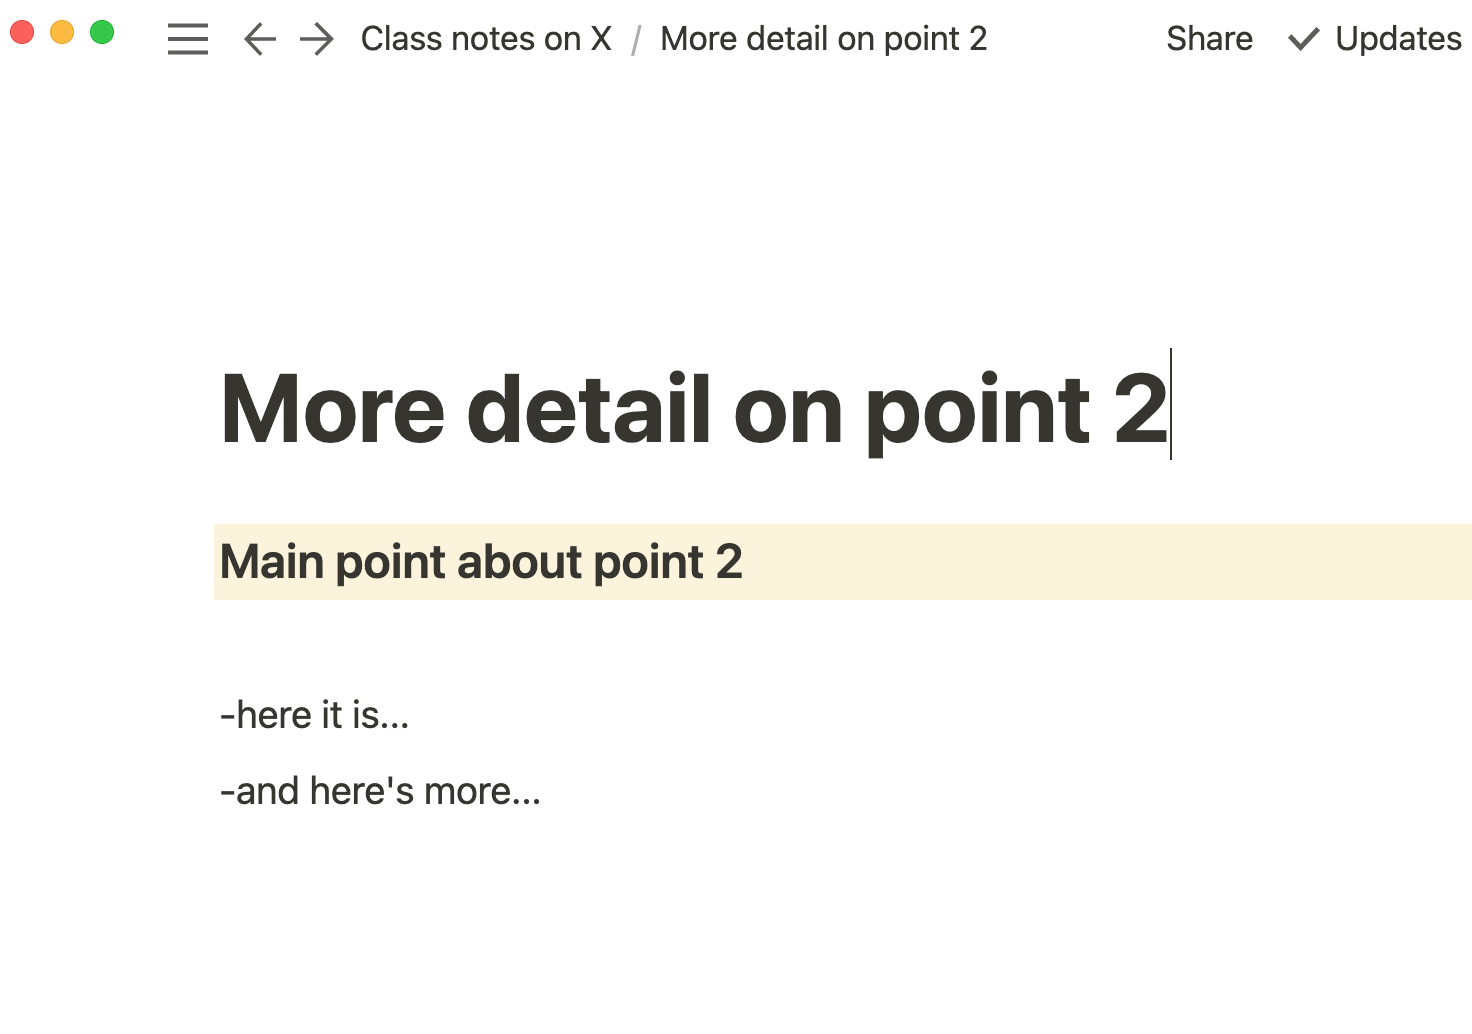 Class notes on X / More detail on point 2 Share Updates
More detail on point 2
Main point about point 2
-here it is...
-and here's more...